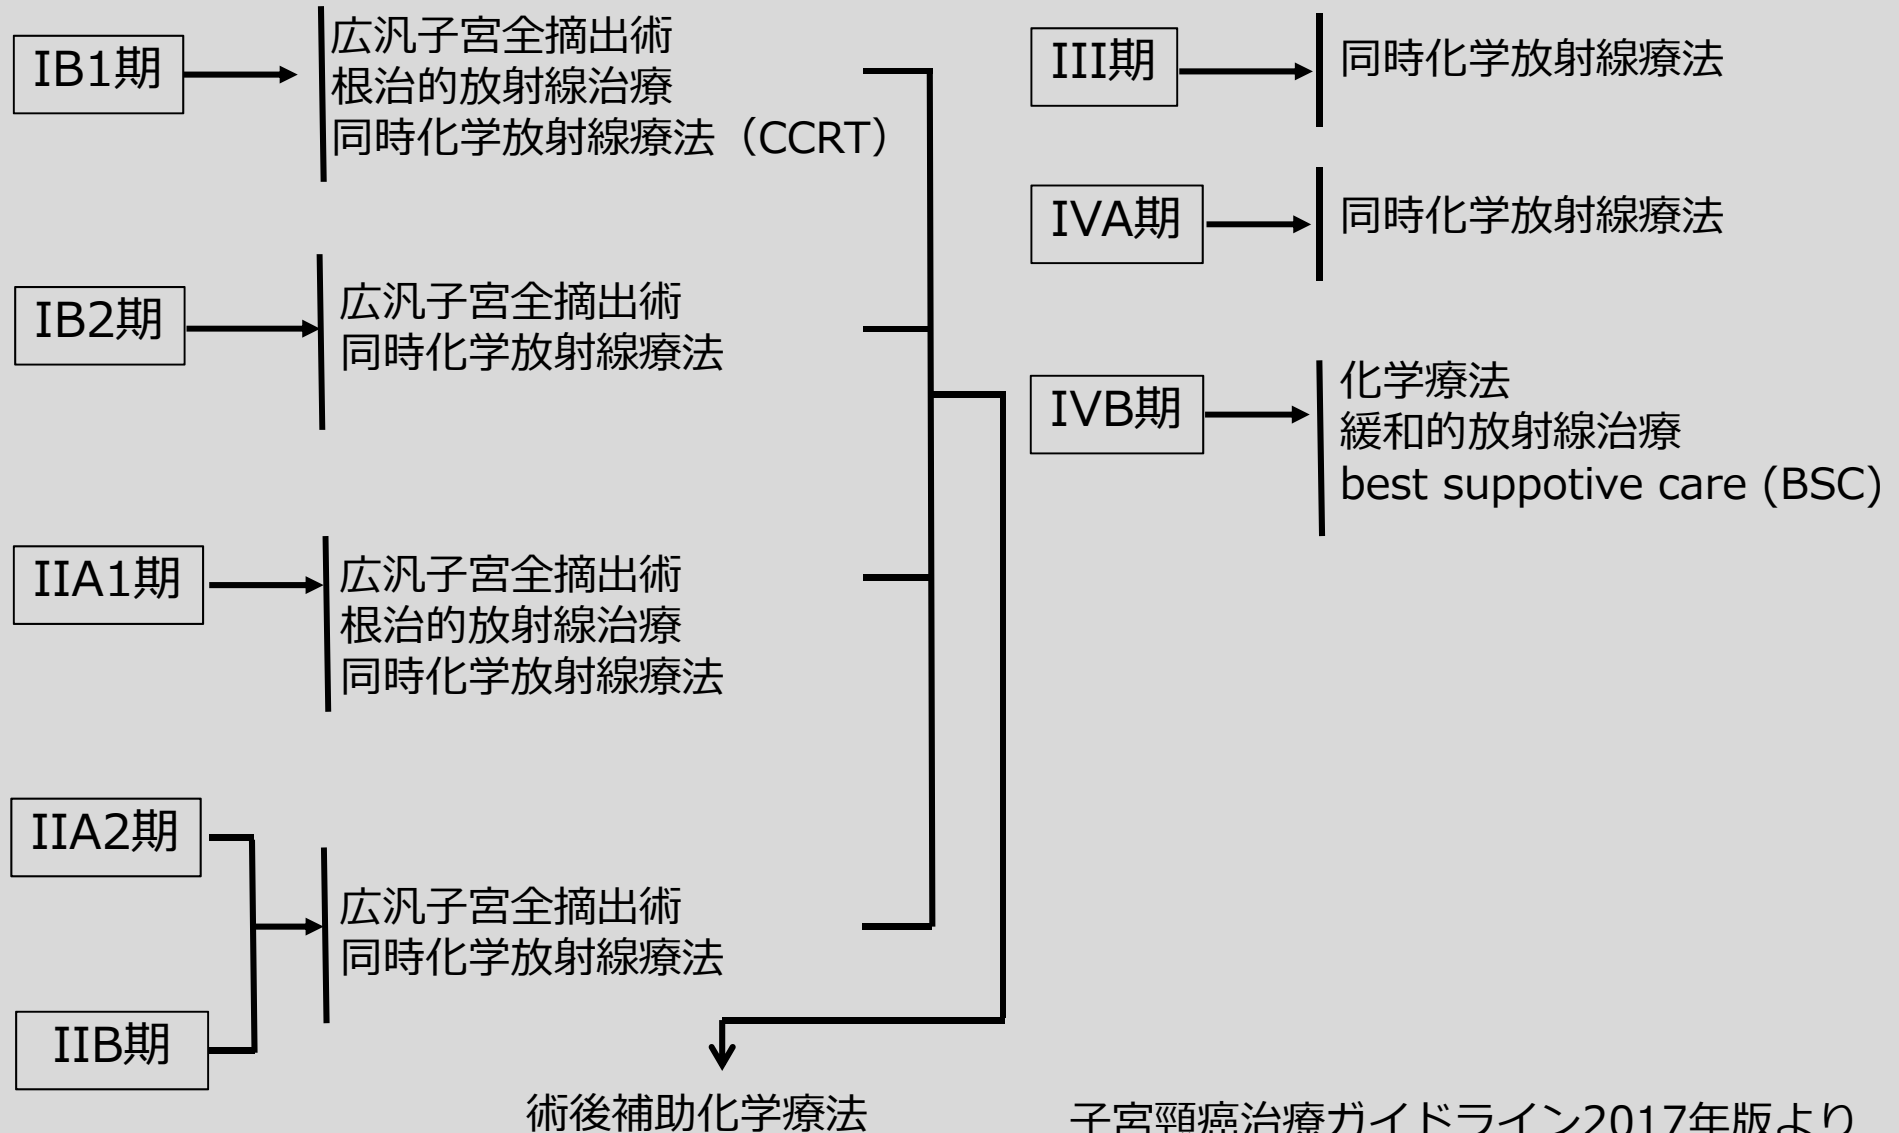 IB1期
広汎子宮全摘出術
根治的放射線治療
同時化学放射線療法（CCRT）
IB2期
広汎子宮全摘出術
同時化学放射線療法
IIA1期
広汎子宮全摘出術
根治的放射線治療
同時化学放射線療法
IIA2期
IIB期
広汎子宮全摘出術
同時化学放射線療法
術後補助化学療法
III期
同時化学放射線療法
IVA期
同時化学放射線療法
IVB期
化学療法
緩和的放射線治療
best suppotive care (BSC)
子宮頸癌治療ガイドライン2017年版より